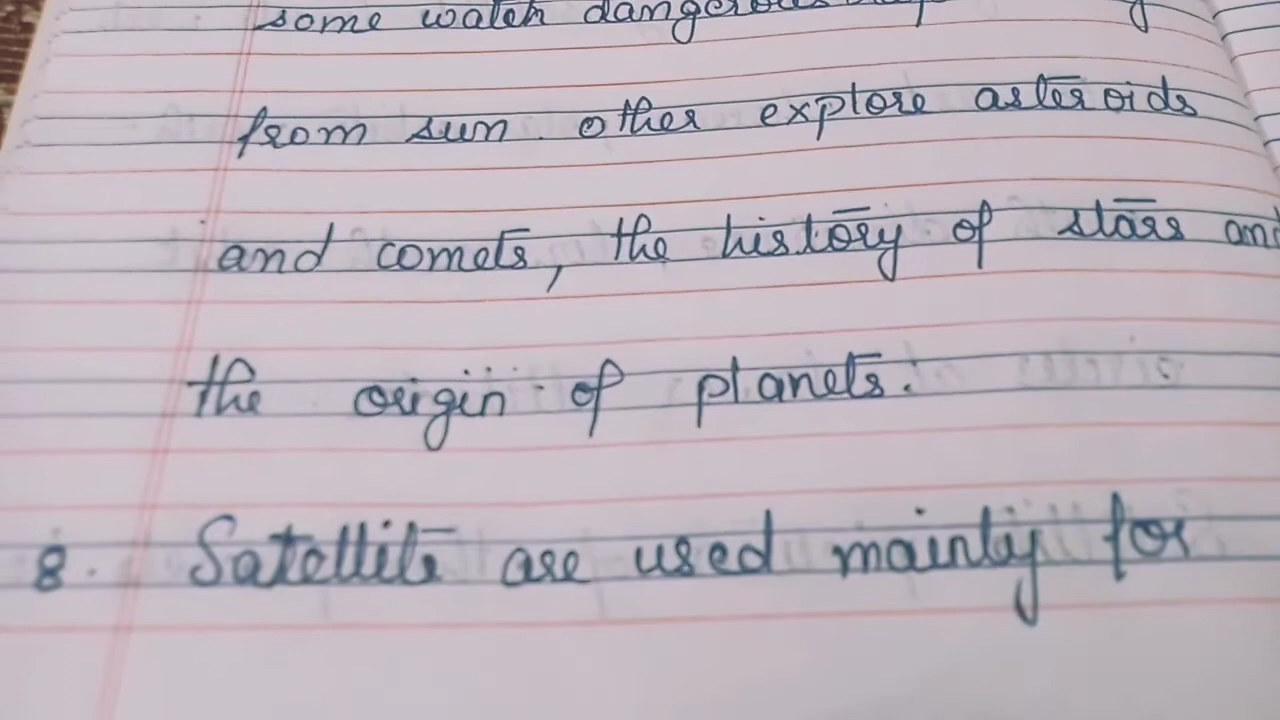 some watch dangerous
from sun. other explore asteroids
and comets, the history of stars and
the origin of planets.
8. Satellite are used mainly for